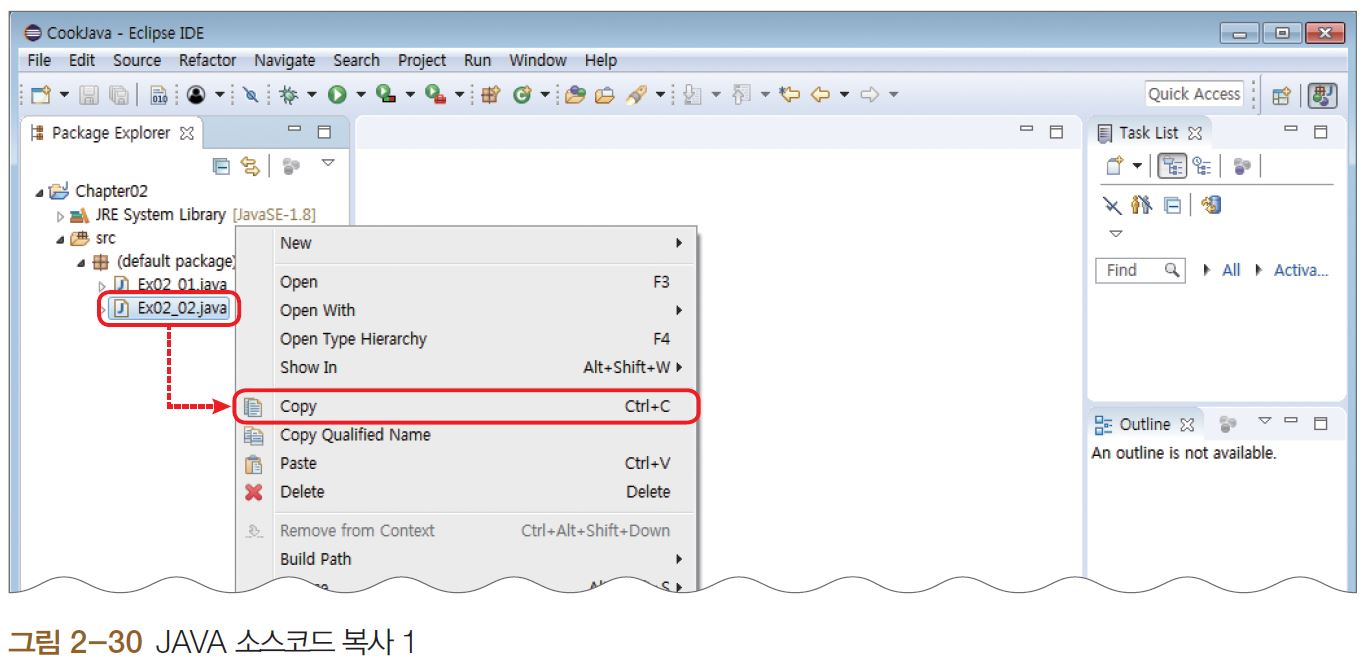 CookJava - Eclipse IDE
File Edit Source Refactor Navigate Search Project Run Window Help
Quick Access
Package Explorer
Chapter02
JRE System Library [JavaSE-1.8]
src
(default package)
Ex02_01.java
Ex02_02.java
New
Open F3
Open With
Open Type Hierarchy F4
Show In Alt+Shift+W
Copy Ctrl+C
Copy Qualified Name
Paste Ctrl+V
Delete Delete
Remove from Context Ctrl+Alt+Shift+Down
Build Path
Task List
Find All Activa...
Outline
An outline is not available.
그림 2-30 JAVA 소스코드 복사 1